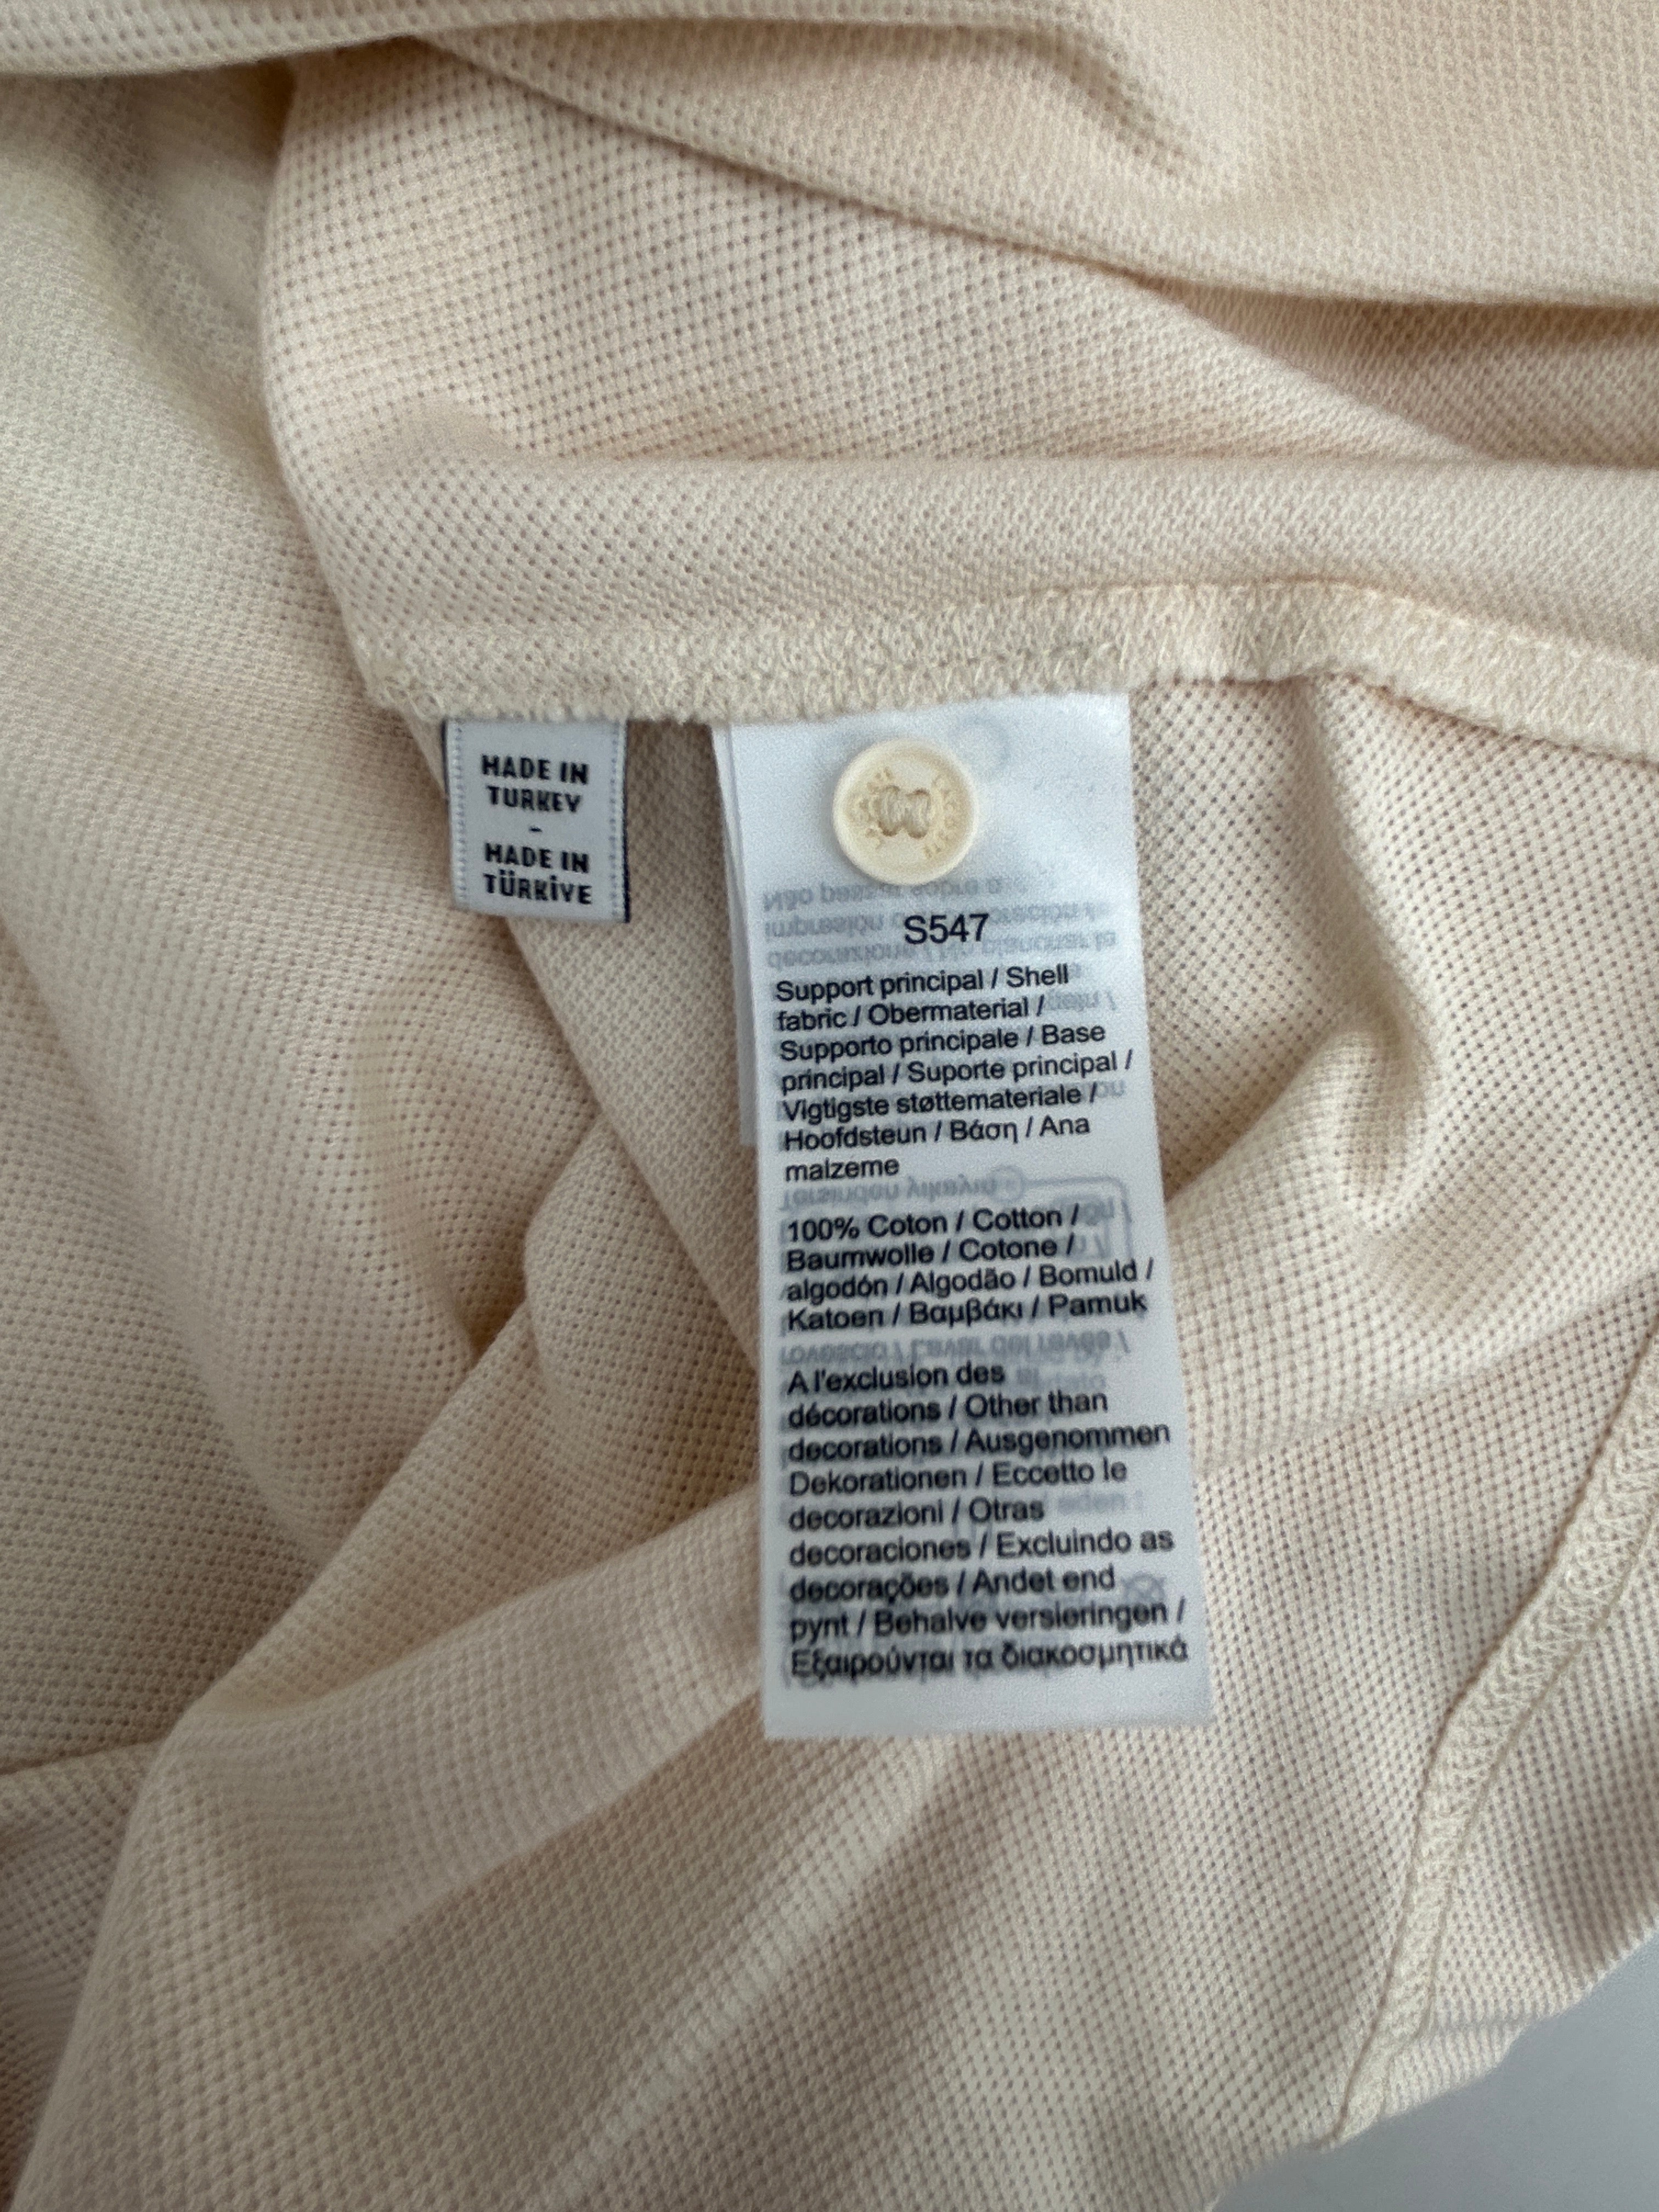 MADE IN
TURKEY
-
MADE IN
TÜRKİYE
S547
Support principal / Shell
fabric / Obermaterial /
Supporto principale / Base
principal / Suporte principal /
Vigtigste støttemateriale /
Hoofdsteun / Βάση / Ana
malzeme
100% Coton / Cotton /
Baumwolle / Cotone /
algodón / Algodão / Bomuld /
Katoen / Βαμβάκι / Pamuk
A l'exclusion des
décorations / Other than
decorations / Ausgenommen
Dekorationen / Eccetto le
decorazioni / Otras
decoraciones / Excluindo as
decorações / Andet end
pynt / Behalve versieringen /
Εξαιρούνται τα διακοσμητικά